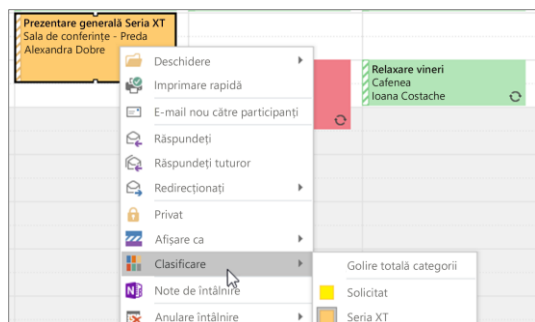 Prezentare generală Seria XT
Sala de conferințe - Preda
Alexandra Dobre
Relaxare vineri
Cafenea
Ioana Costache
Deschidere
Imprimare rapidă
E-mail nou către participanți
Răspundeți
Răspundeți tuturor
Redirecționați
Privat
Afișare ca
Clasificare
Note de întâlnire
Anulare întâlnire
Golire totală categorii
Solicitat
Seria XT